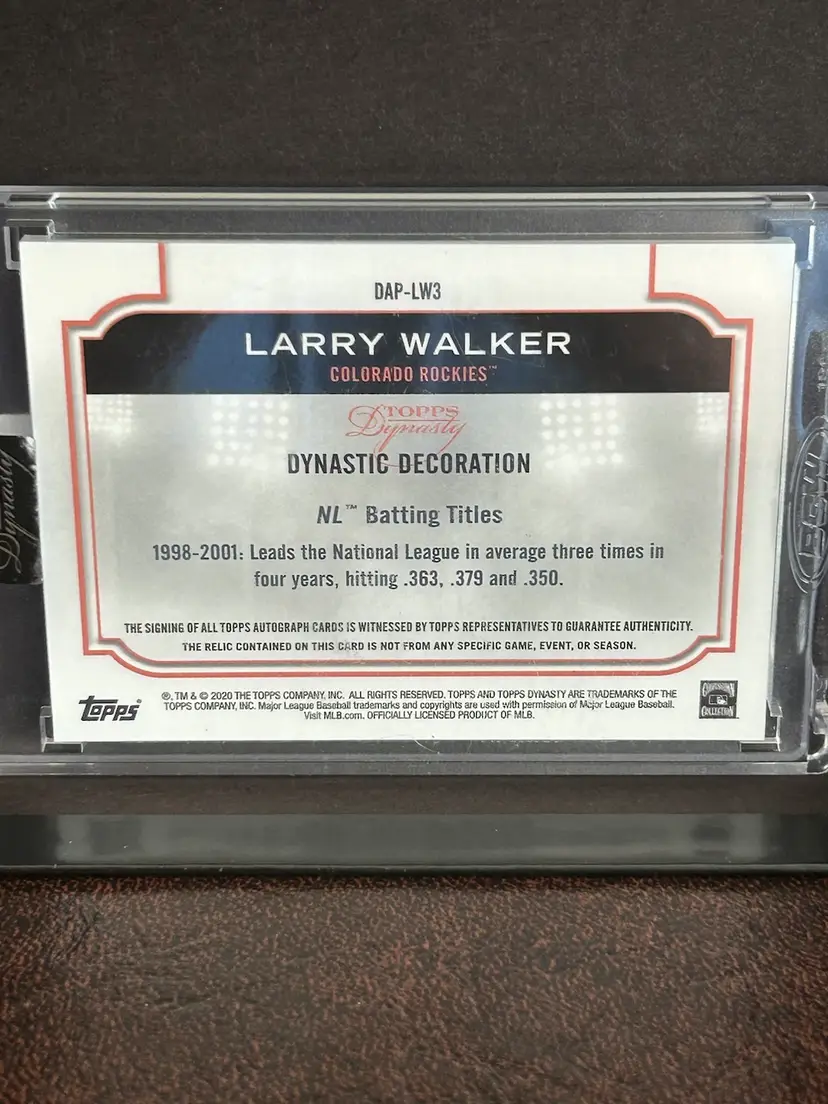 DAP-LW3
LARRY WALKER
COLORADO ROCKIES™
TOPPS
Dynasty
DYNASTIC DECORATION
NL™ Batting Titles
1998-2001: Leads the National League in average three times in
four years, hitting .363, .379 and .350.
THE SIGNING OF ALL TOPPS AUTOGRAPH CARDS IS WITNESSED BY TOPPS REPRESENTATIVES TO GUARANTEE AUTHENTICITY.
THE RELIC CONTAINED ON THIS CARD IS NOT FROM ANY SPECIFIC GAME, EVENT, OR SEASON.
®, TM & © 2020 THE TOPPS COMPANY, INC. ALL RIGHTS RESERVED. TOPPS AND TOPPS DYNASTY ARE TRADEMARKS OF THE
TOPPS COMPANY, INC. Major League Baseball trademarks and copyrights are used with permission of Major League Baseball.
Visit MLB.com. OFFICIALLY LICENSED PRODUCT OF MLB.
TOPPS
COOPERSTOWN
COLLECTION
Dynasty
BGW